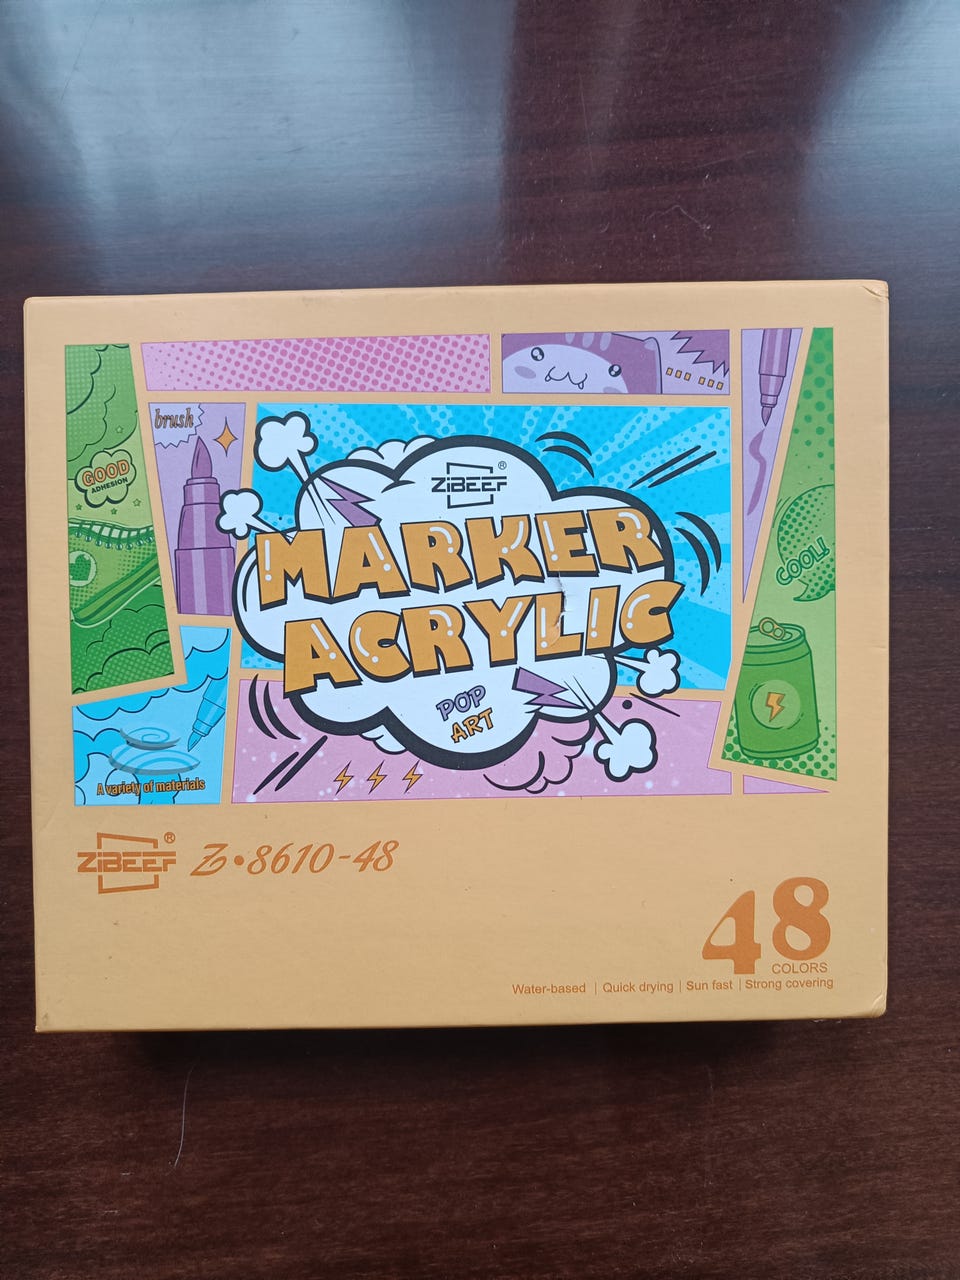 brush
GOOD
ADHESION
ZiBEEF®
MARKER
ACRYLIC
POP
ART
COOL!
A variety of materials
ZiBEEF® Z•8610-48
48
COLORS
Water-based | Quick drying | Sun fast | Strong covering